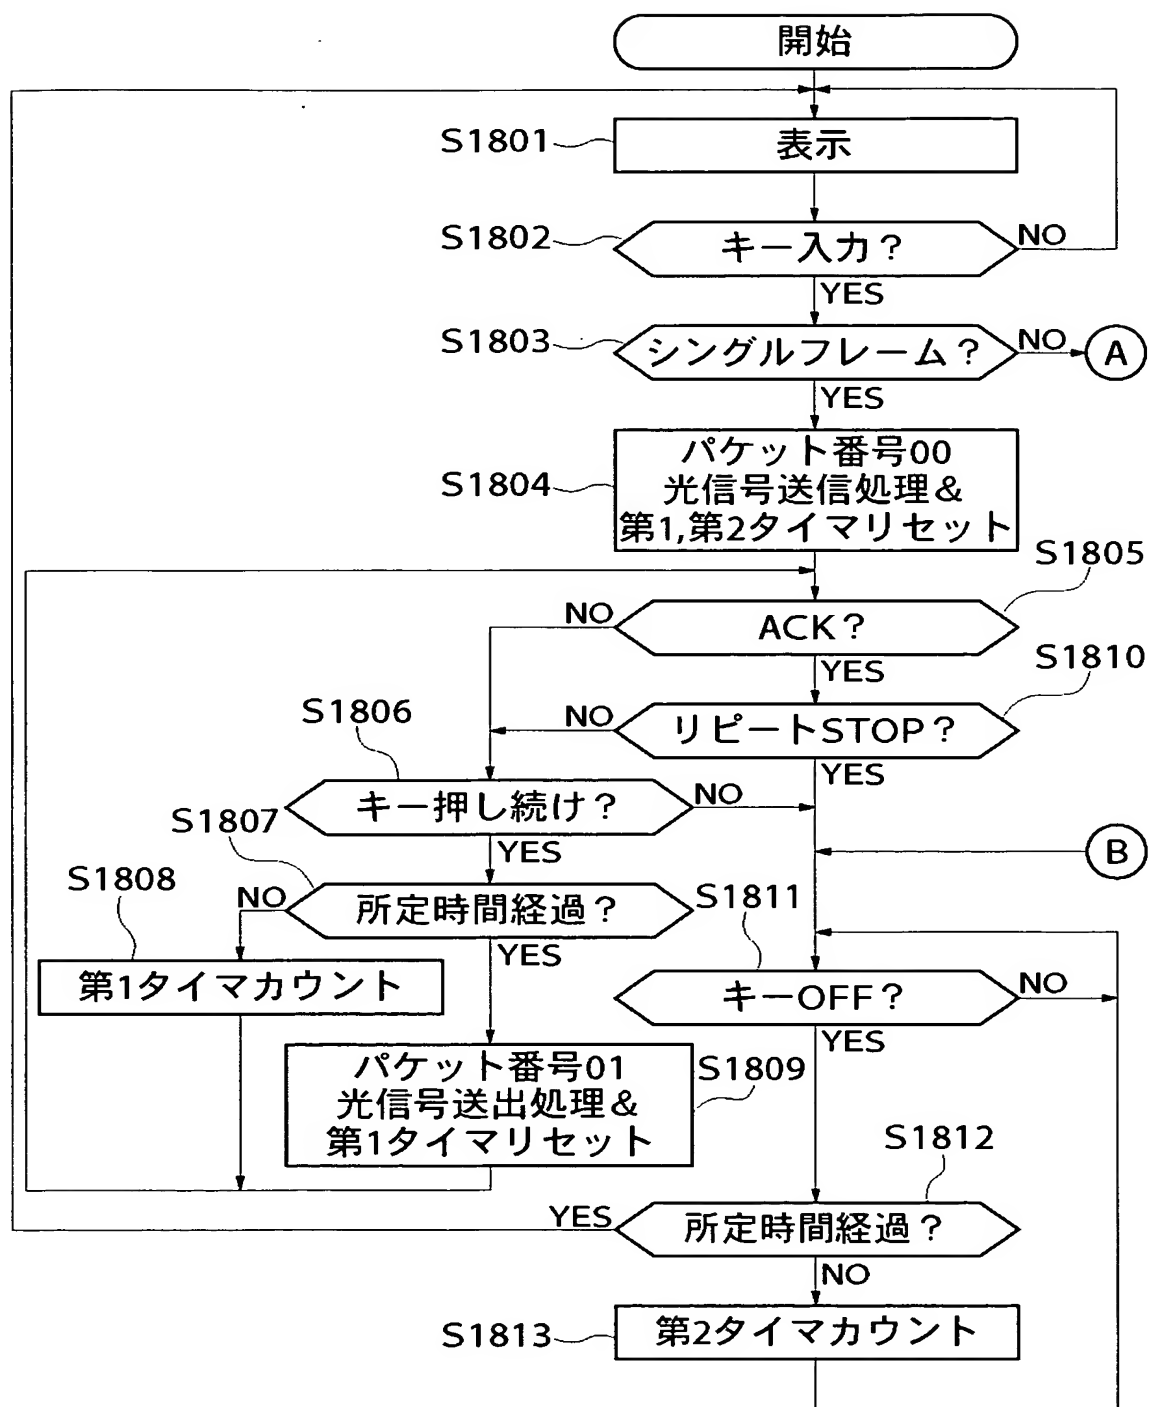 開始
S1801
表示
S1802
キー入力？
NO
YES
S1803
シングルフレーム？
NO
A
YES
S1804
パケット番号00
光信号送信処理&
第1,第2タイマリセット
S1805
NO
ACK？
YES
S1810
NO
リピートSTOP？
YES
S1806
キー押し続け？
NO
YES
B
S1807
所定時間経過？
NO
YES
S1808
第1タイマカウント
S1811
キーOFF？
NO
YES
パケット番号01
光信号送出処理&
第1タイマリセット
S1809
S1812
YES
所定時間経過？
NO
S1813
第2タイマカウント